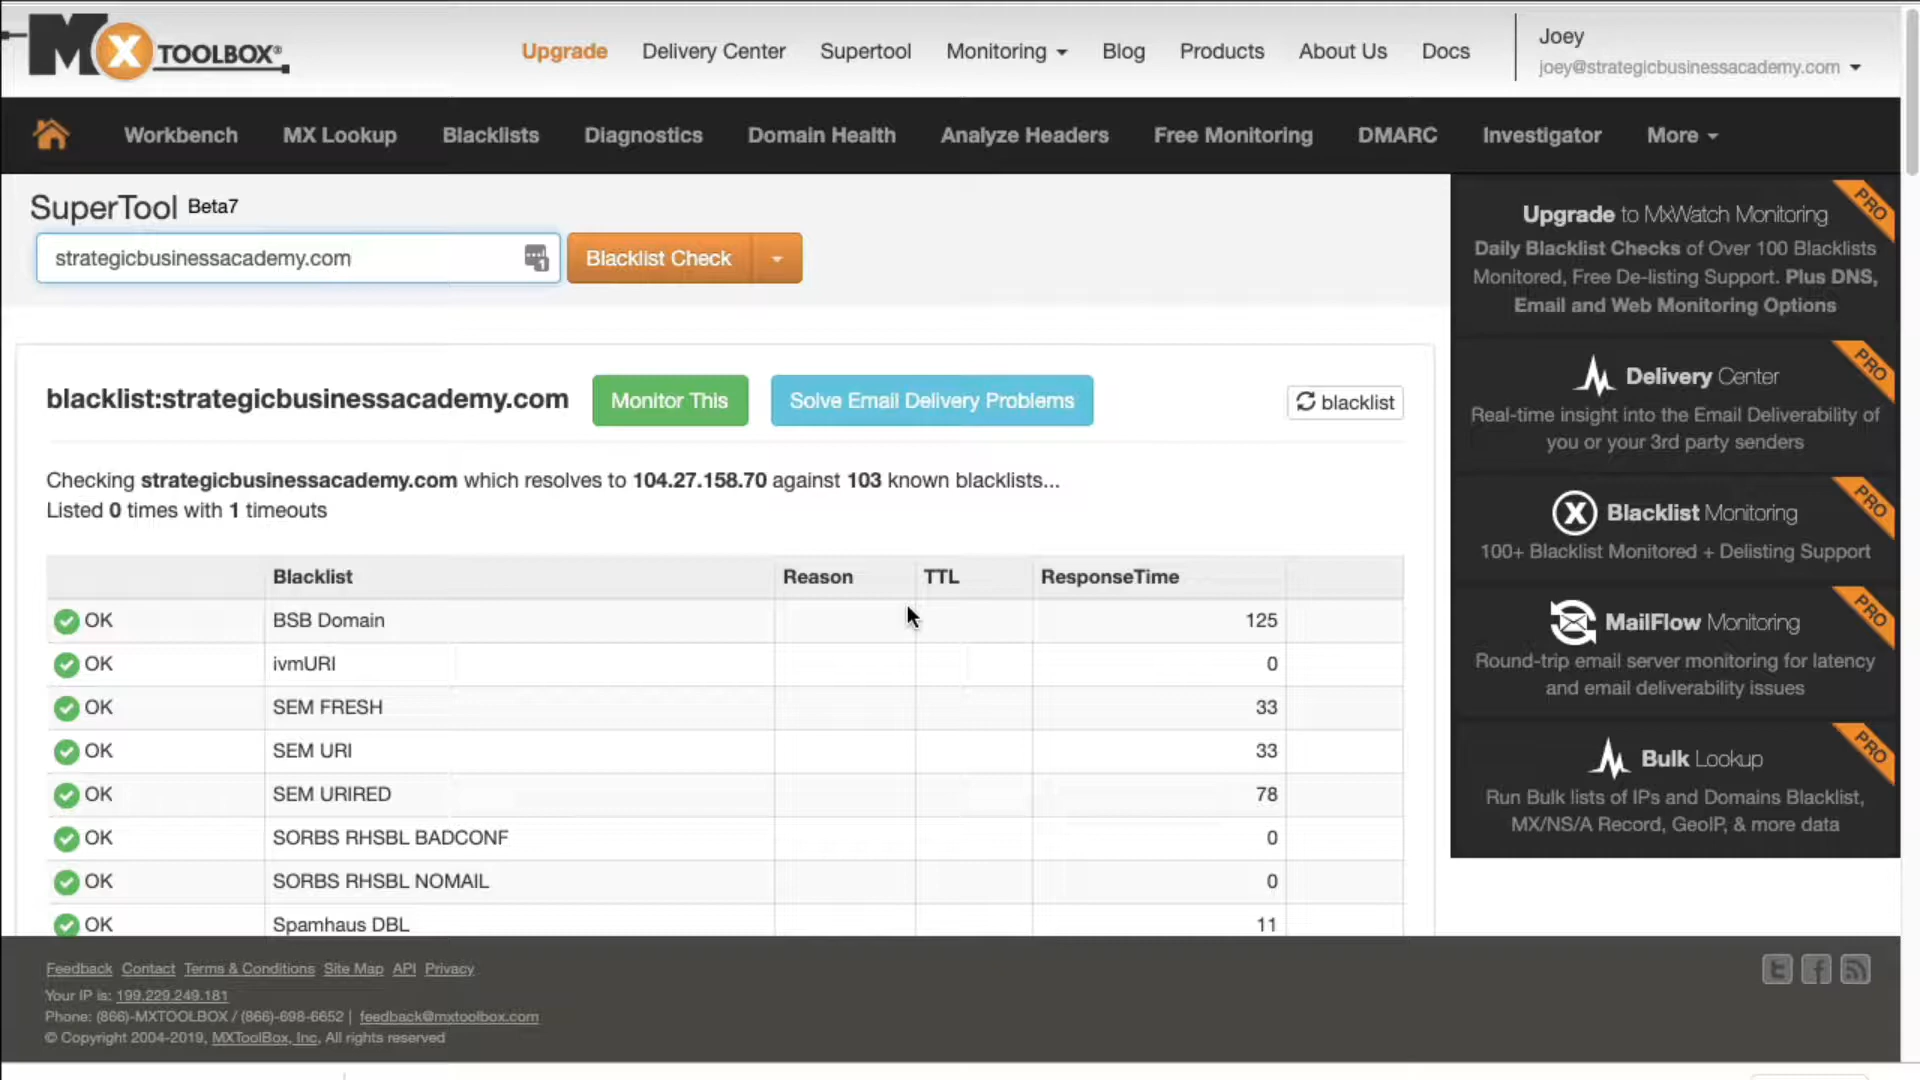 MX TOOLBOX®
Upgrade Delivery Center Supertool Monitoring Blog Products About Us Docs
Joey
joey@strategicbusinessacademy.com
Workbench MX Lookup Blacklists Diagnostics Domain Health Analyze Headers Free Monitoring DMARC Investigator More
SuperTool Beta7
strategicbusinessacademy.com
1
Blacklist Check
blacklist:strategicbusinessacademy.com
Monitor This
Solve Email Delivery Problems
blacklist
Checking strategicbusinessacademy.com which resolves to 104.27.158.70 against 103 known blacklists...
Listed 0 times with 1 timeouts
Blacklist Reason TTL ResponseTime
OK BSB Domain 125
OK ivmURI 0
OK SEM FRESH 33
OK SEM URI 33
OK SEM URIRED 78
OK SORBS RHSBL BADCONF 0
OK SORBS RHSBL NOMAIL 0
OK Spamhaus DBL 11
PRO
Upgrade to MxWatch Monitoring
Daily Blacklist Checks of Over 100 Blacklists
Monitored, Free De-listing Support. Plus DNS,
Email and Web Monitoring Options
PRO
Delivery Center
Real-time insight into the Email Deliverability of
you or your 3rd party senders
PRO
Blacklist Monitoring
100+ Blacklist Monitored + Delisting Support
PRO
MailFlow Monitoring
Round-trip email server monitoring for latency
and email deliverability issues
PRO
Bulk Lookup
Run Bulk lists of IPs and Domains Blacklist,
MX/NS/A Record, GeoIP, & more data
Feedback Contact Terms & Conditions Site Map API Privacy
Your IP is: 199.229.249.181
Phone: (866)-MXTOOLBOX / (866)-698-6652 | feedback@mxtoolbox.com
© Copyright 2004-2019, MXToolBox, Inc, All rights reserved